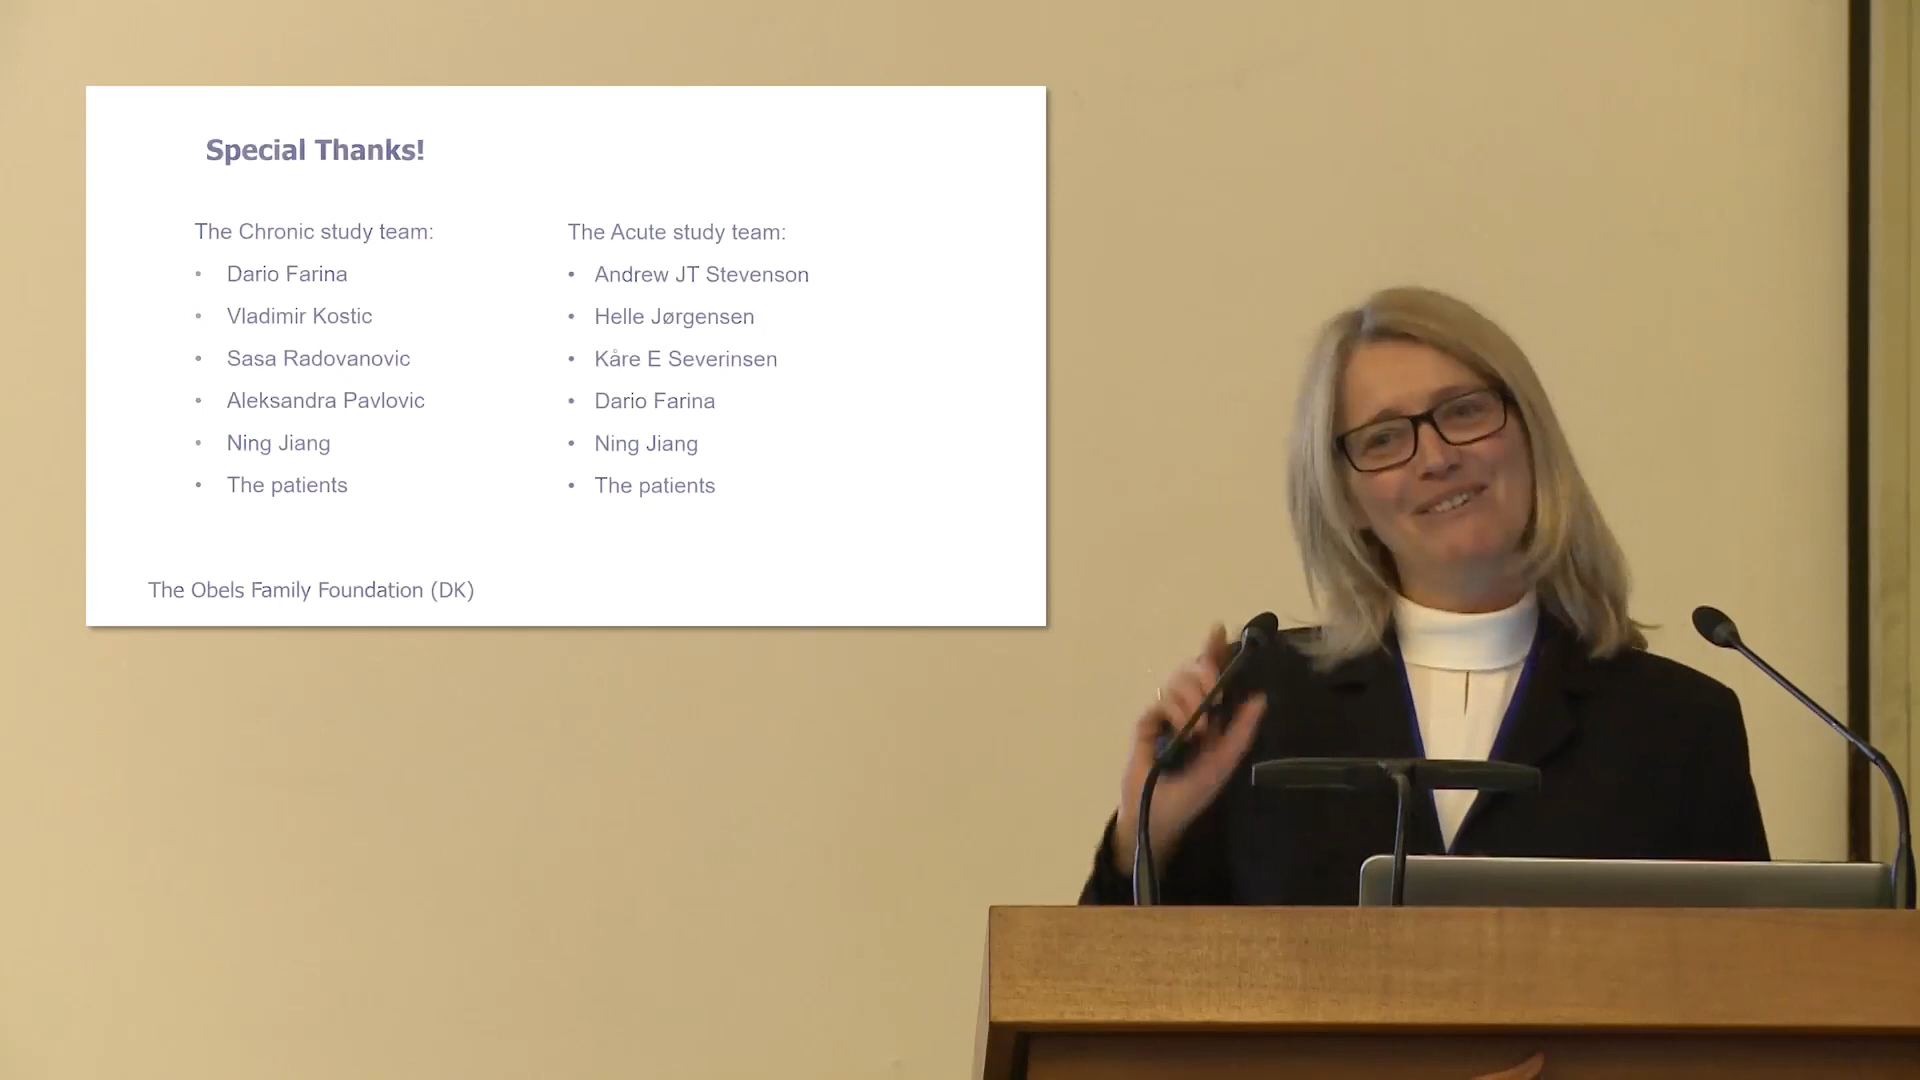 Special Thanks!
The Chronic study team:
• Dario Farina
• Vladimir Kostic
• Sasa Radovanovic
• Aleksandra Pavlovic
• Ning Jiang
• The patients
The Acute study team:
• Andrew JT Stevenson
• Helle Jørgensen
• Kåre E Severinsen
• Dario Farina
• Ning Jiang
• The patients
The Obels Family Foundation (DK)